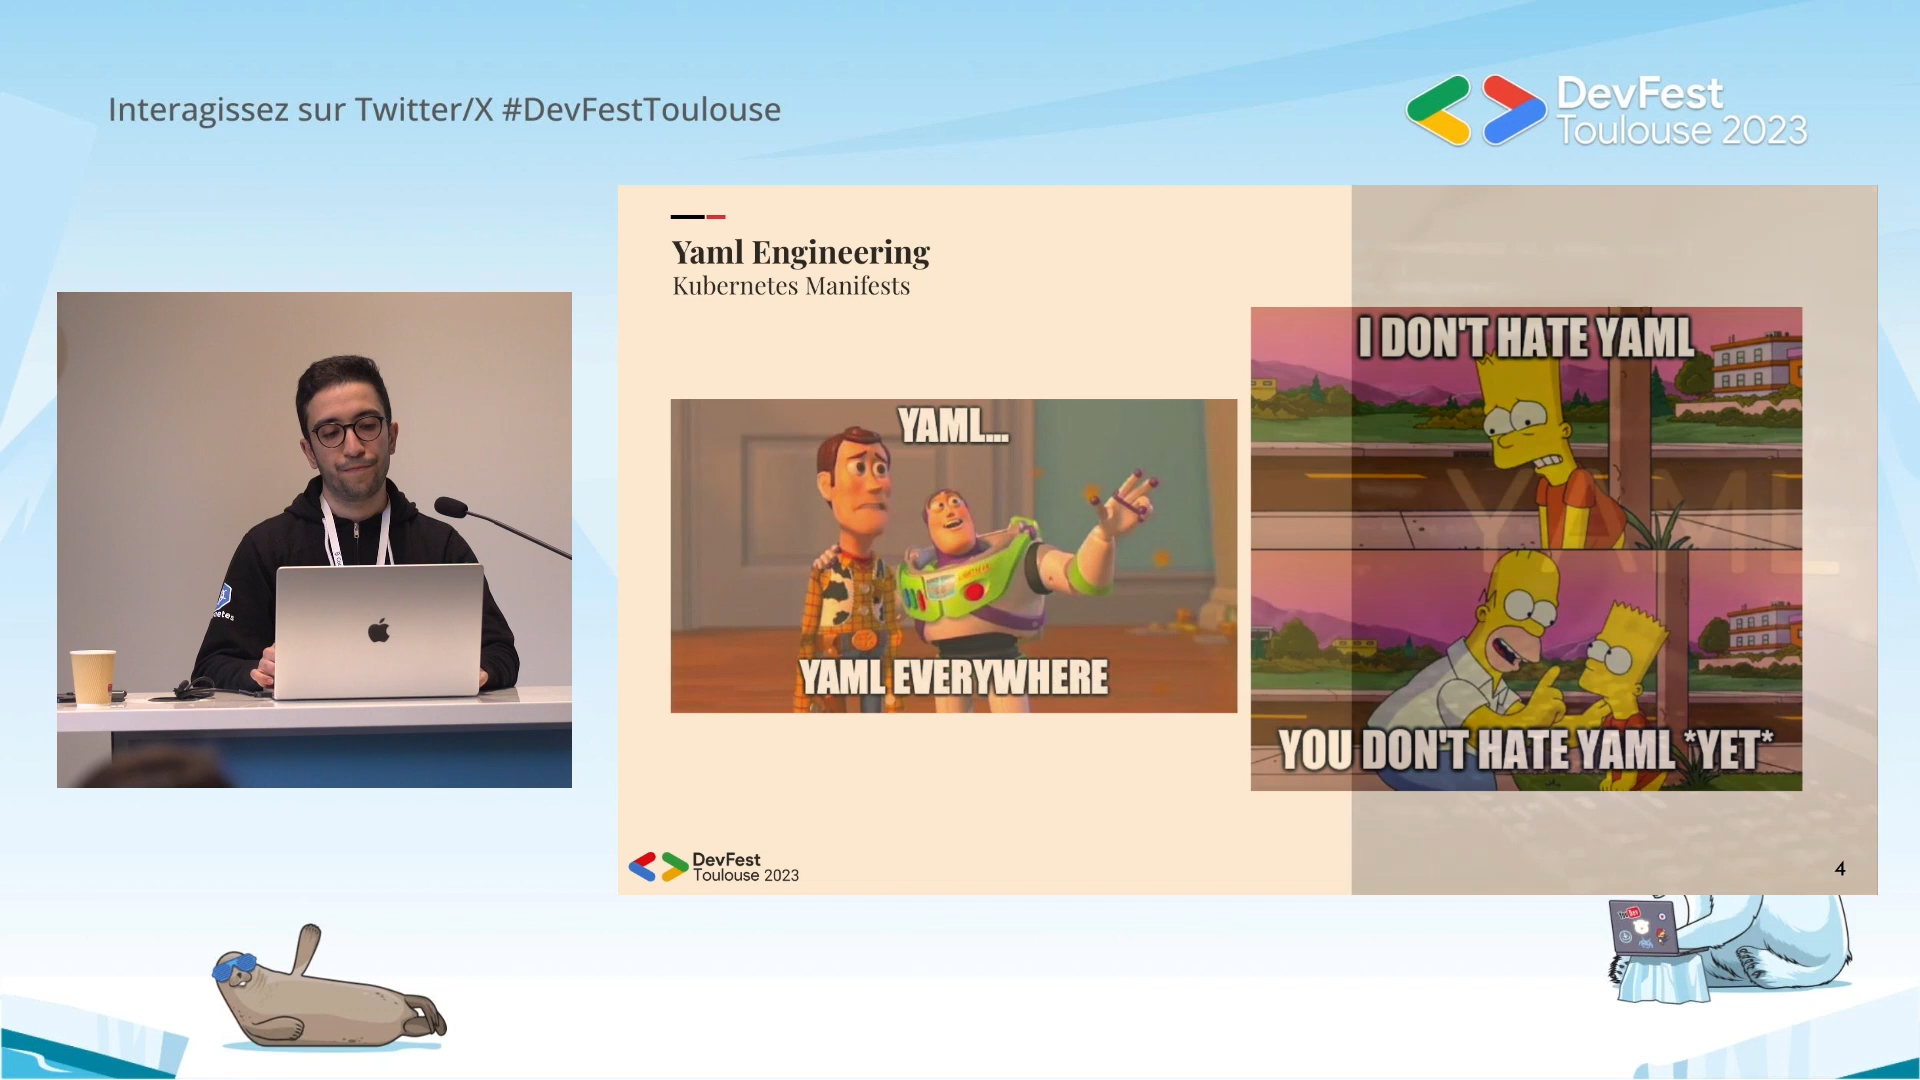 Interagissez sur Twitter/X #DevFestToulouse
DevFest
Toulouse 2023
Yaml Engineering
Kubernetes Manifests
YAML...
YAML EVERYWHERE
I DON'T HATE YAML
YAML
YOU DON'T HATE YAML *YET*
DevFest
Toulouse 2023
4